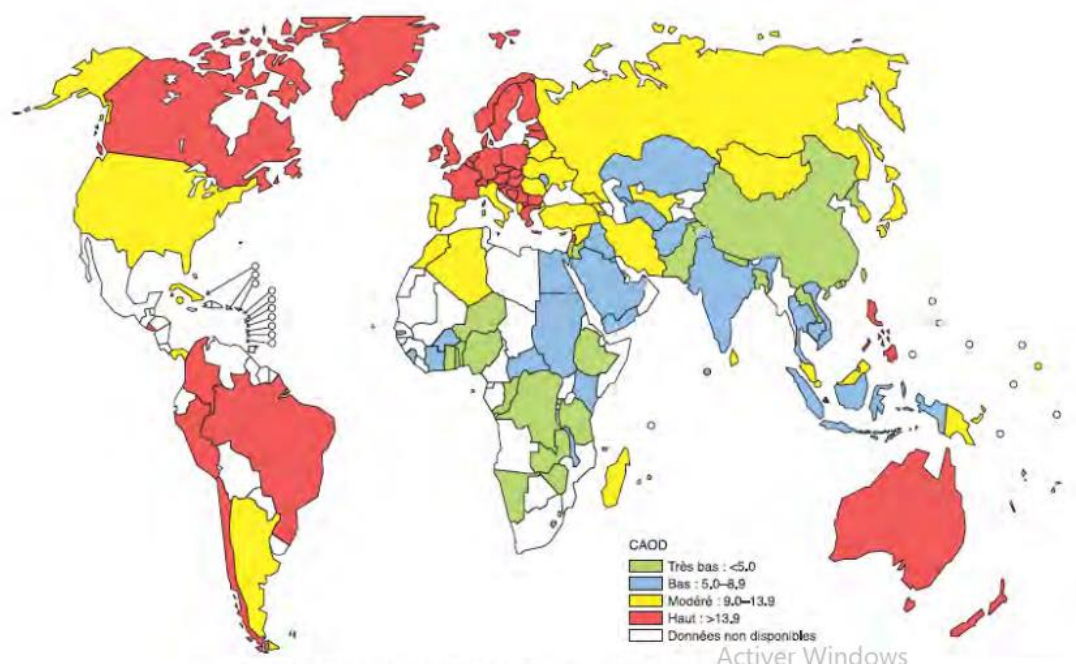 CAOD
Très bas : <5.0
Bas : 5.0–8.9
Modéré : 9.0–13.9
Haut : >13.9
Données non disponibles
Activer Windows